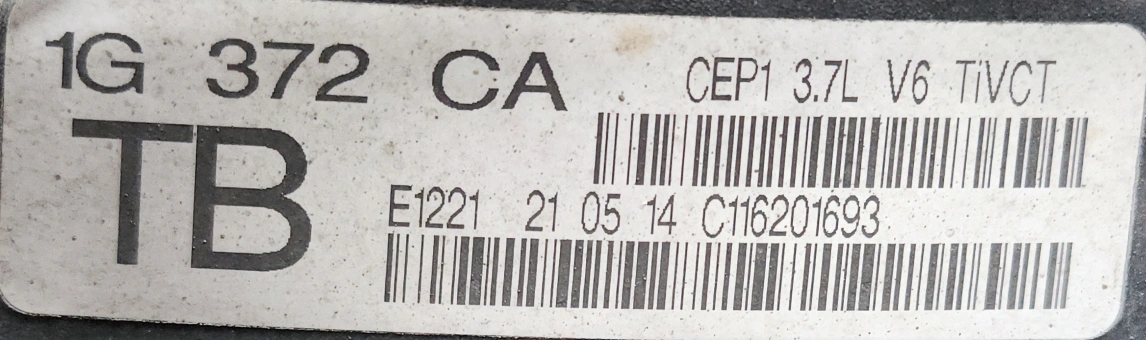 1G 372 CA
CEP1 3.7L V6 TiVCT
TB
E1221 21 05 14 C116201693